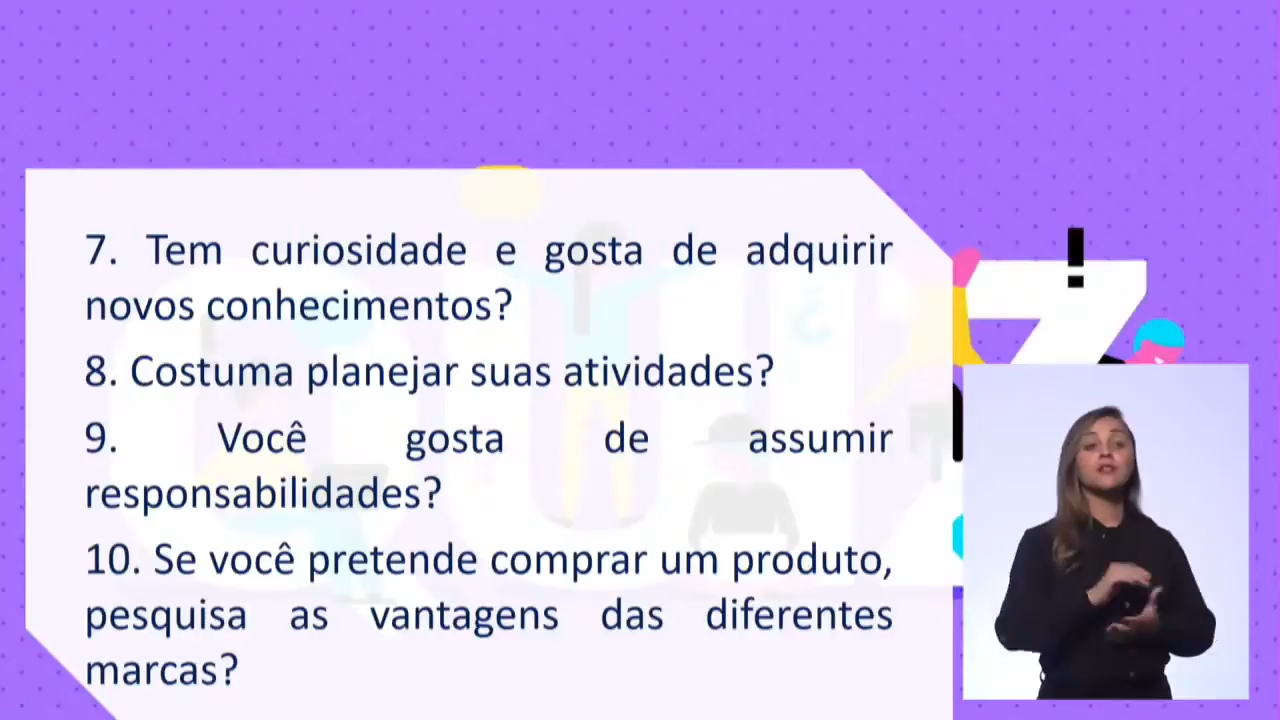 7. Tem curiosidade e gosta de adquirir
novos conhecimentos?
8. Costuma planejar suas atividades?
9. Você gosta de assumir
responsabilidades?
10. Se você pretende comprar um produto,
pesquisa as vantagens das diferentes
marcas?